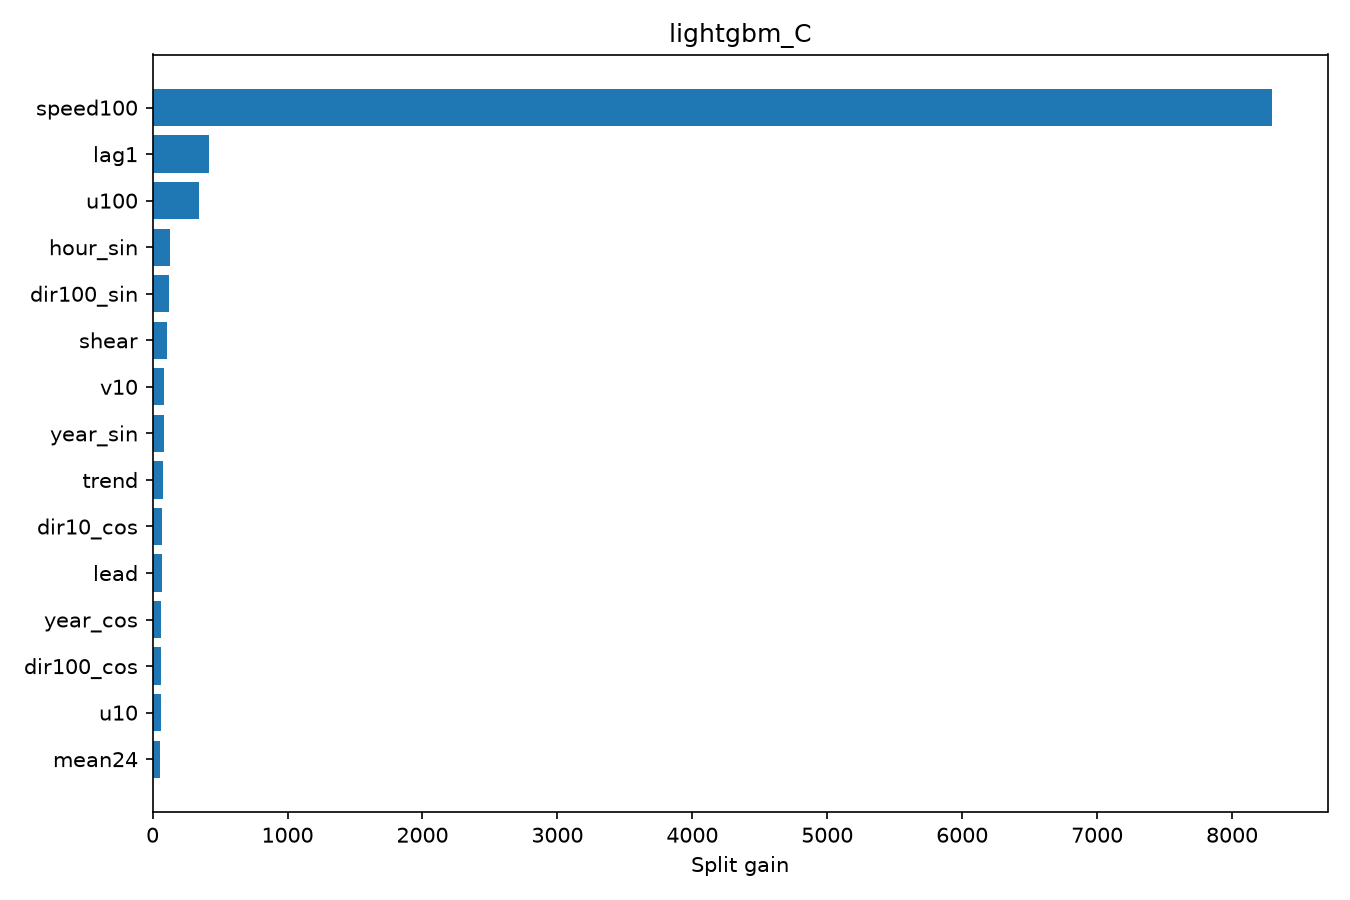 lightgbm_C
speed100
lag1
u100
hour_sin
dir100_sin
shear
v10
year_sin
trend
dir10_cos
lead
year_cos
dir100_cos
u10
mean24
0 1000 2000 3000 4000 5000 6000 7000 8000
Split gain